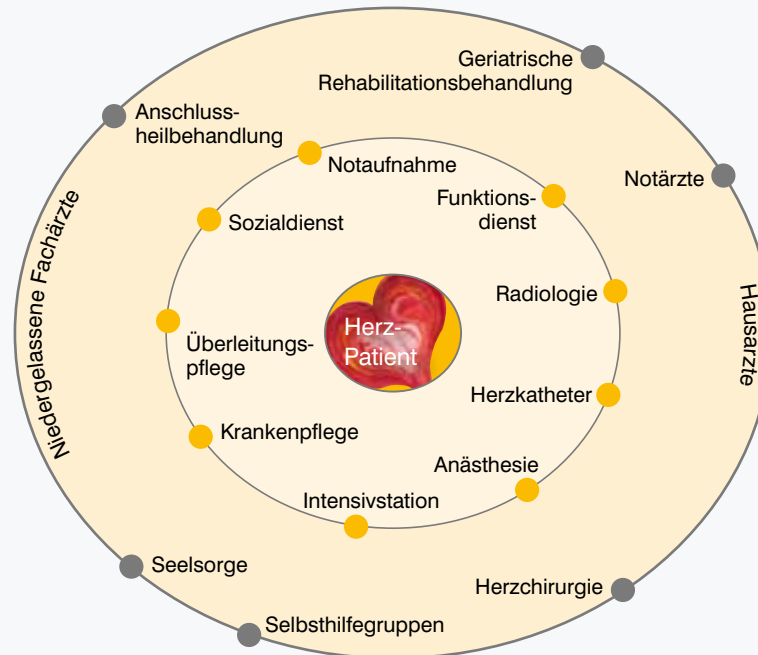 Geriatrische
Rehabilitationsbehandlung
Anschluss-
heilbehandlung
Notaufnahme
Notärzte
Funktions-
dienst
Sozialdienst
Niedergelassene Fachärzte
Radiologie
Hausärzte
Herz-
Patient
Überleitungs-
pflege
Herzkatheter
Krankenpflege
Anästhesie
Intensivstation
Seelsorge
Herzchirurgie
Selbsthilfegruppen